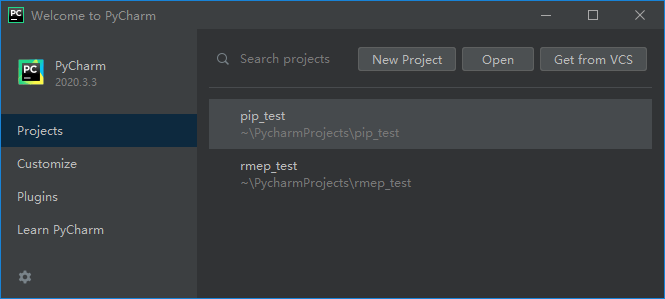 PC Welcome to PyCharm
PC PyCharm
2020.3.3
Search projects New Project Open Get from VCS
Projects
Customize
Plugins
Learn PyCharm
pip_test
~\PycharmProjects\pip_test
rmep_test
~\PycharmProjects\rmep_test